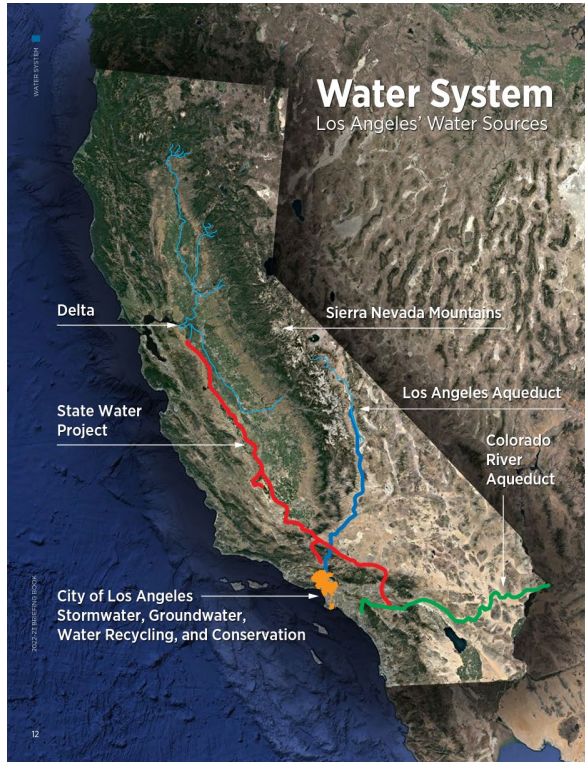 WATER SYSTEM
Water System
Los Angeles’ Water Sources
Delta
Sierra Nevada Mountains
Los Angeles Aqueduct
State Water
Project
Colorado
River
Aqueduct
City of Los Angeles
Stormwater, Groundwater,
Water Recycling, and Conservation
2022-23 BRIEFING BOOK
12